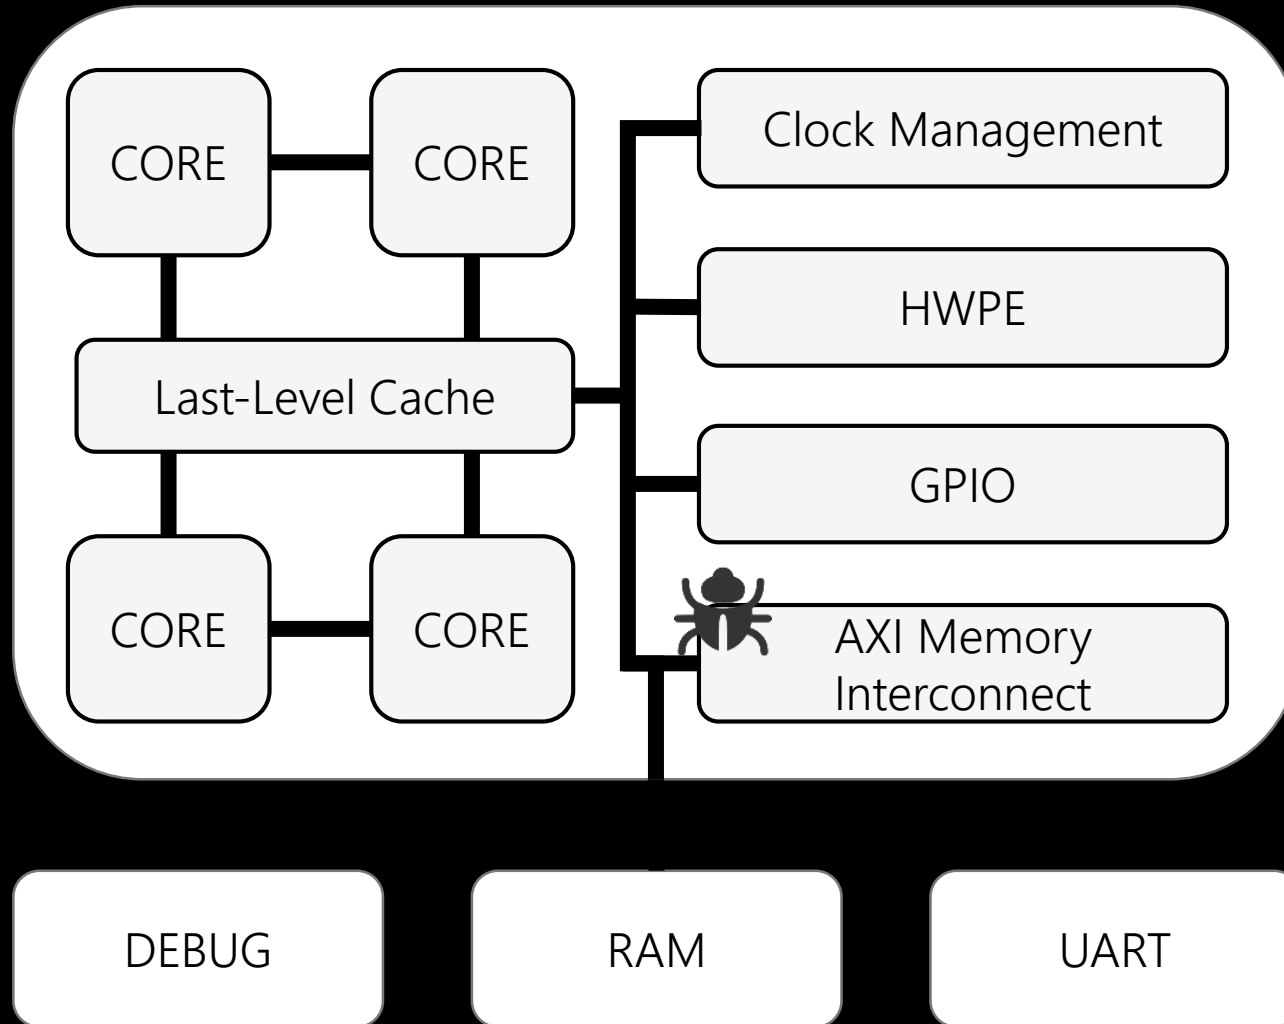 CORE
CORE
Clock Management
HWPE
Last-Level Cache
GPIO
CORE
CORE
AXI Memory
Interconnect
DEBUG
RAM
UART